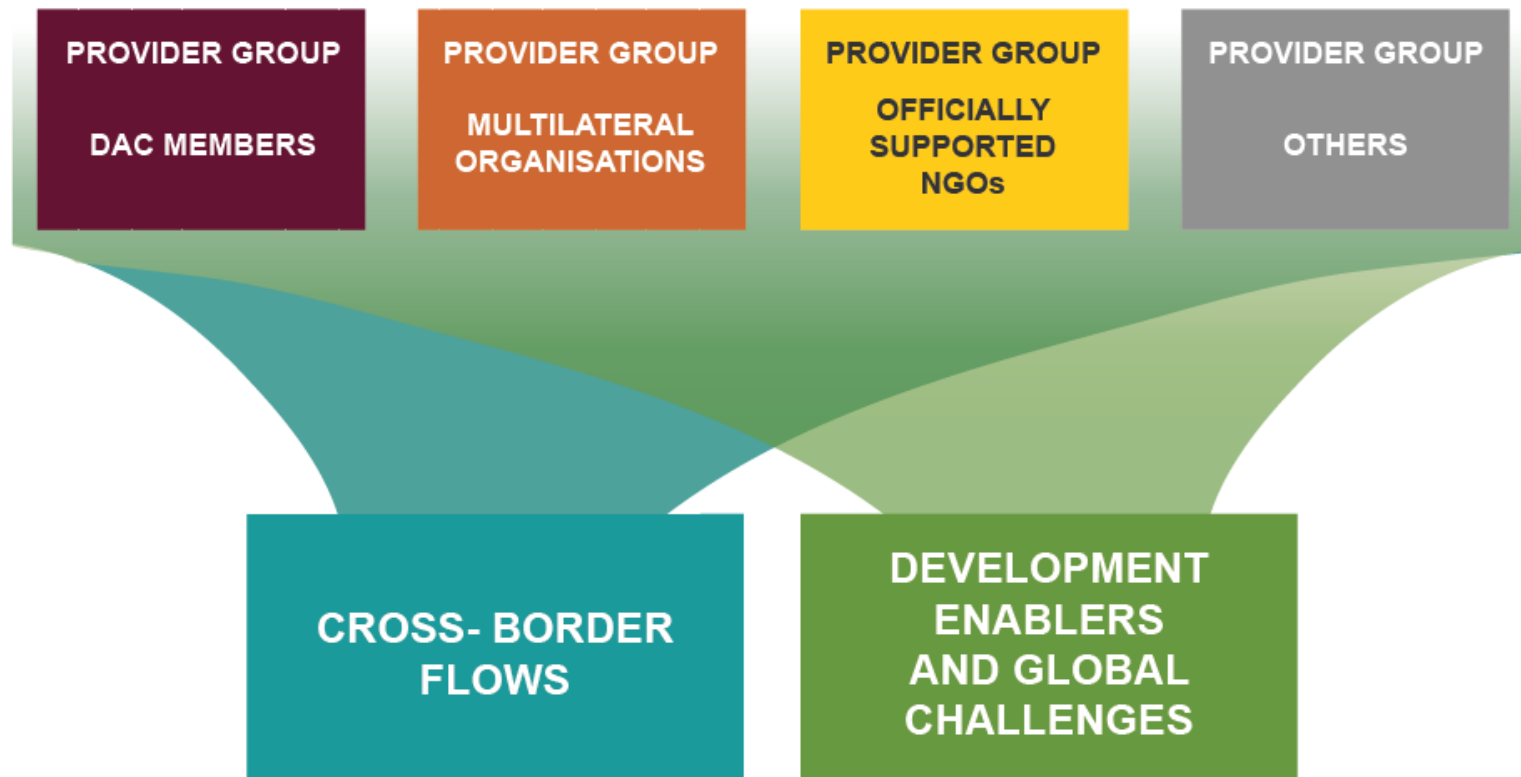 PROVIDER GROUP
DAC MEMBERS
PROVIDER GROUP
MULTILATERAL
ORGANISATIONS
PROVIDER GROUP
OFFICIALLY
SUPPORTED
NGOs
PROVIDER GROUP
OTHERS
CROSS- BORDER
FLOWS
DEVELOPMENT
ENABLERS
AND GLOBAL
CHALLENGES